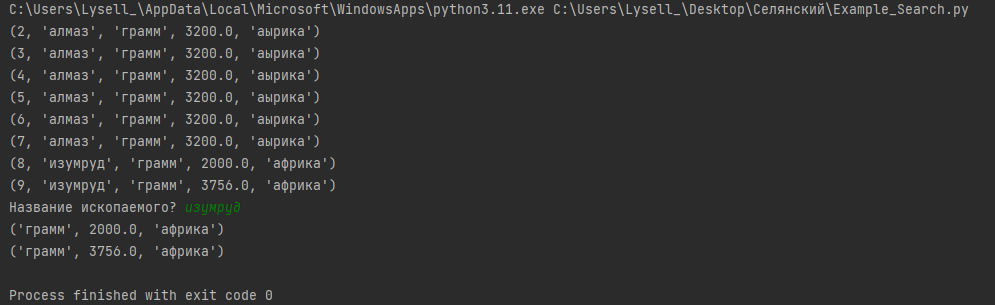 C:\Users\Lysell_\AppData\Local\Microsoft\WindowsApps\python3.11.exe C:\Users\Lysell_\Desktop\Селянский\Example_Search.py
(2, 'алмаз', 'грамм', 3200.0, 'аырика')
(3, 'алмаз', 'грамм', 3200.0, 'аырика')
(4, 'алмаз', 'грамм', 3200.0, 'аырика')
(5, 'алмаз', 'грамм', 3200.0, 'аырика')
(6, 'алмаз', 'грамм', 3200.0, 'аырика')
(7, 'алмаз', 'грамм', 3200.0, 'аырика')
(8, 'изумруд', 'грамм', 2000.0, 'африка')
(9, 'изумруд', 'грамм', 3756.0, 'африка')
Название ископаемого? изумруд
('грамм', 2000.0, 'африка')
('грамм', 3756.0, 'африка')
Process finished with exit code 0